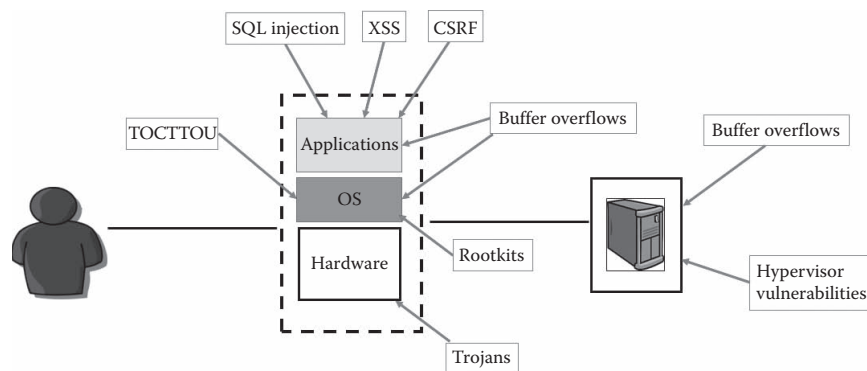 SQL injection
XSS
CSRF
TOCTTOU
Applications
Buffer overflows
Buffer overflows
OS
Rootkits
Hardware
Hypervisor
vulnerabilities
Trojans